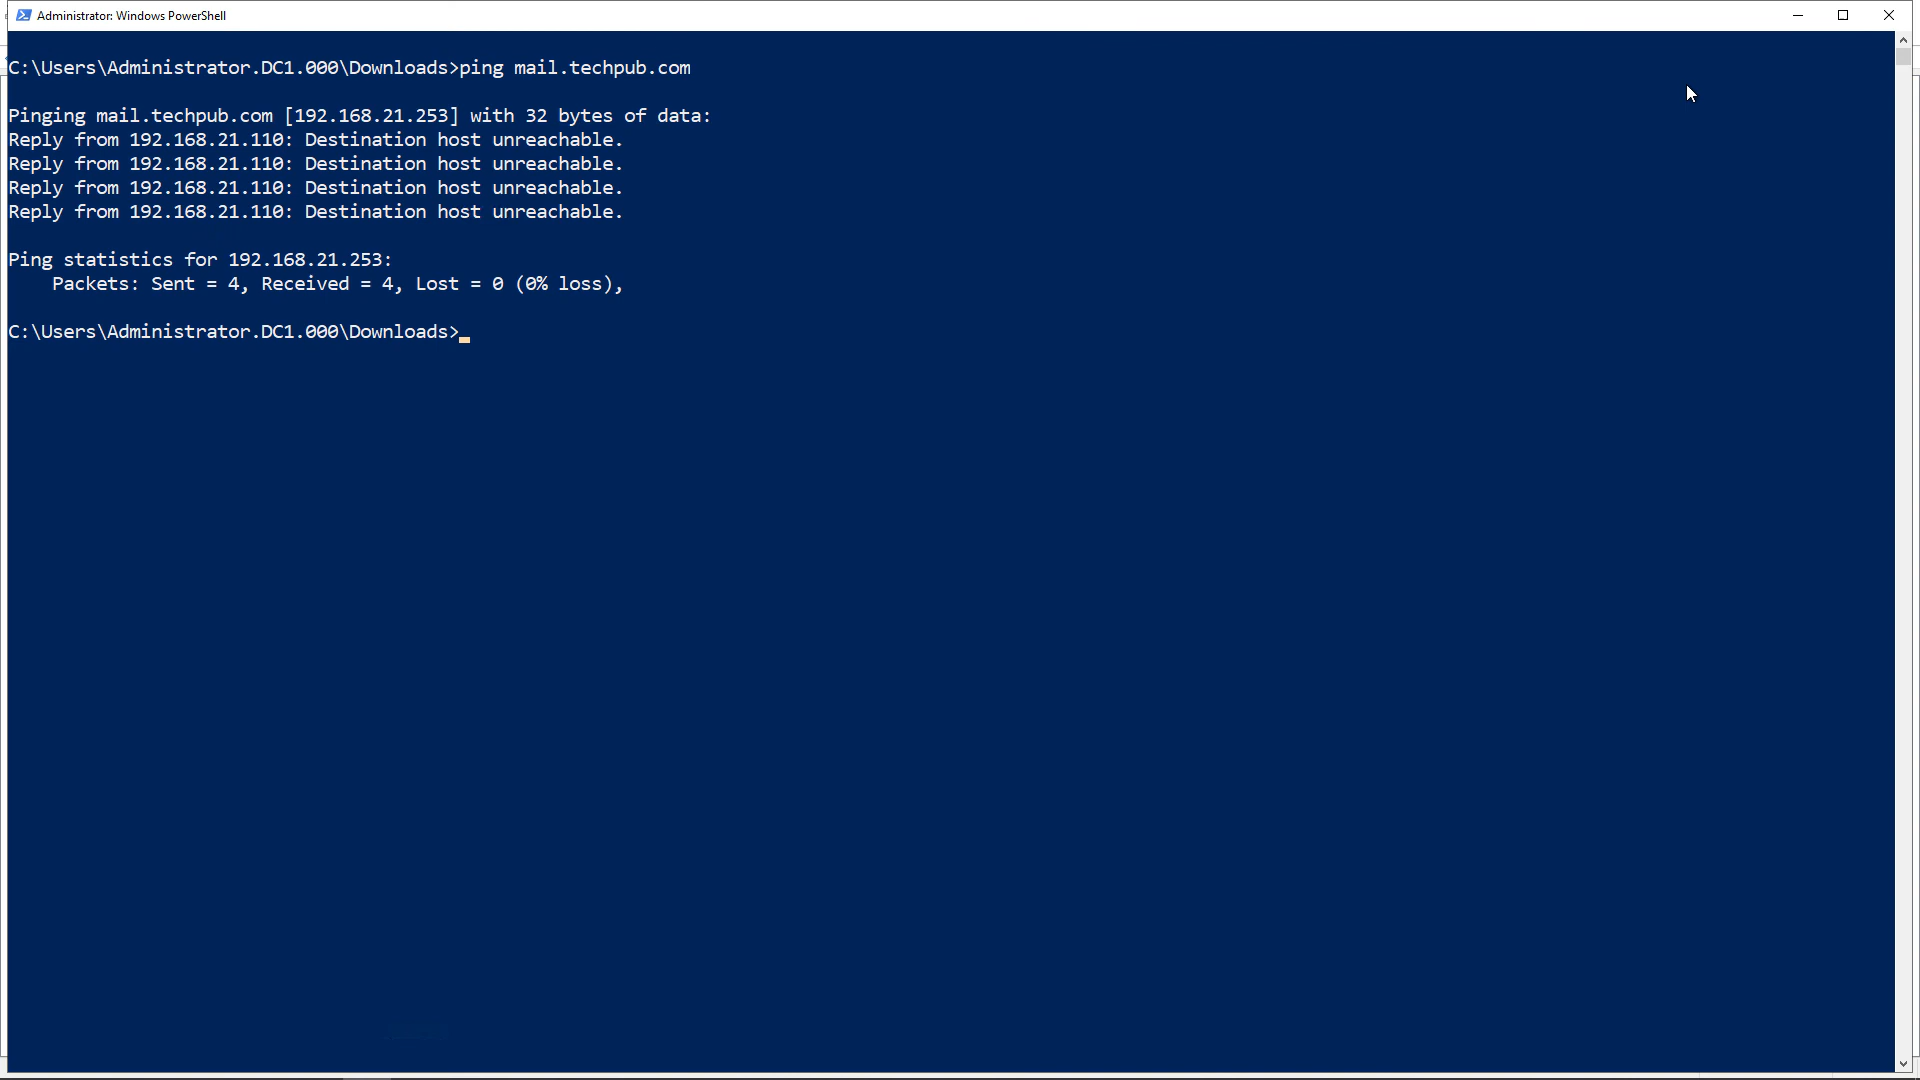 Administrator: Windows PowerShell
C:\Users\Administrator.DC1.000\Downloads>ping mail.techpub.com
Pinging mail.techpub.com [192.168.21.253] with 32 bytes of data:
Reply from 192.168.21.110: Destination host unreachable.
Reply from 192.168.21.110: Destination host unreachable.
Reply from 192.168.21.110: Destination host unreachable.
Reply from 192.168.21.110: Destination host unreachable.
Ping statistics for 192.168.21.253:
    Packets: Sent = 4, Received = 4, Lost = 0 (0% loss),
C:\Users\Administrator.DC1.000\Downloads>